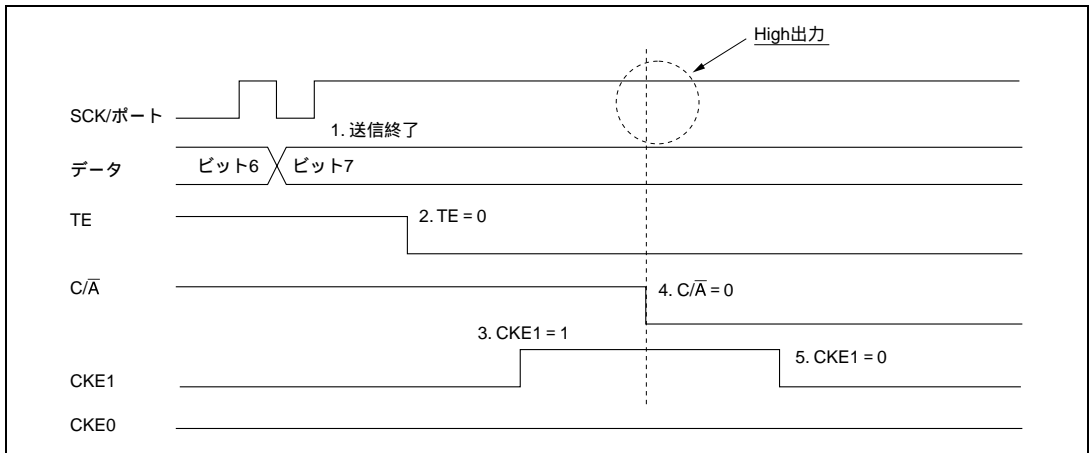 High出力
SCK/ポート
1. 送信終了
データ
ビット6
ビット7
TE
2. TE = 0
C/A̅
4. C/A̅ = 0
3. CKE1 = 1
5. CKE1 = 0
CKE1
CKE0